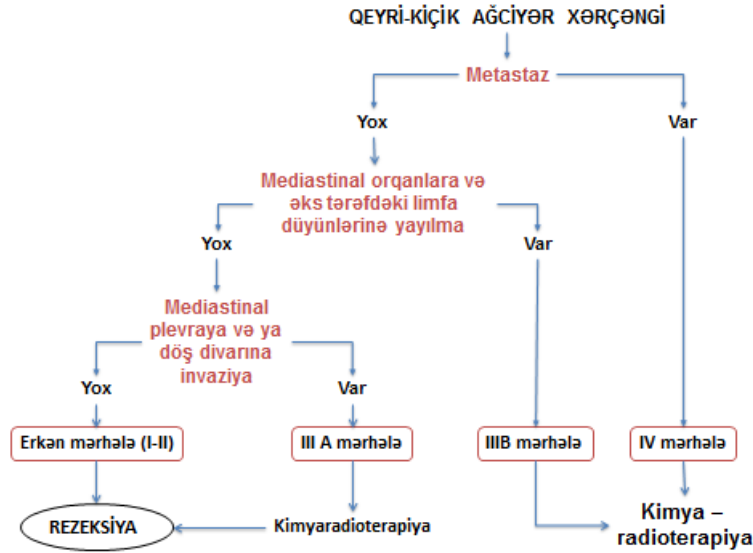 QEYRİ-KİÇİK AĞCİYƏR XƏRÇƏNGİ
Metastaz
Yox
Var
Mediastinal orqanlara və
əks tərəfdəki limfa
düyünlərinə yayılma
Yox
Var
Mediastinal
plevraya və ya
döş divarına
invaziya
Yox
Var
Erkən mərhələ (I-II)
III A mərhələ
IIIB mərhələ
IV mərhələ
REZEKSİYA
Kimyaradioterapiya
Kimya –
radioterapiya